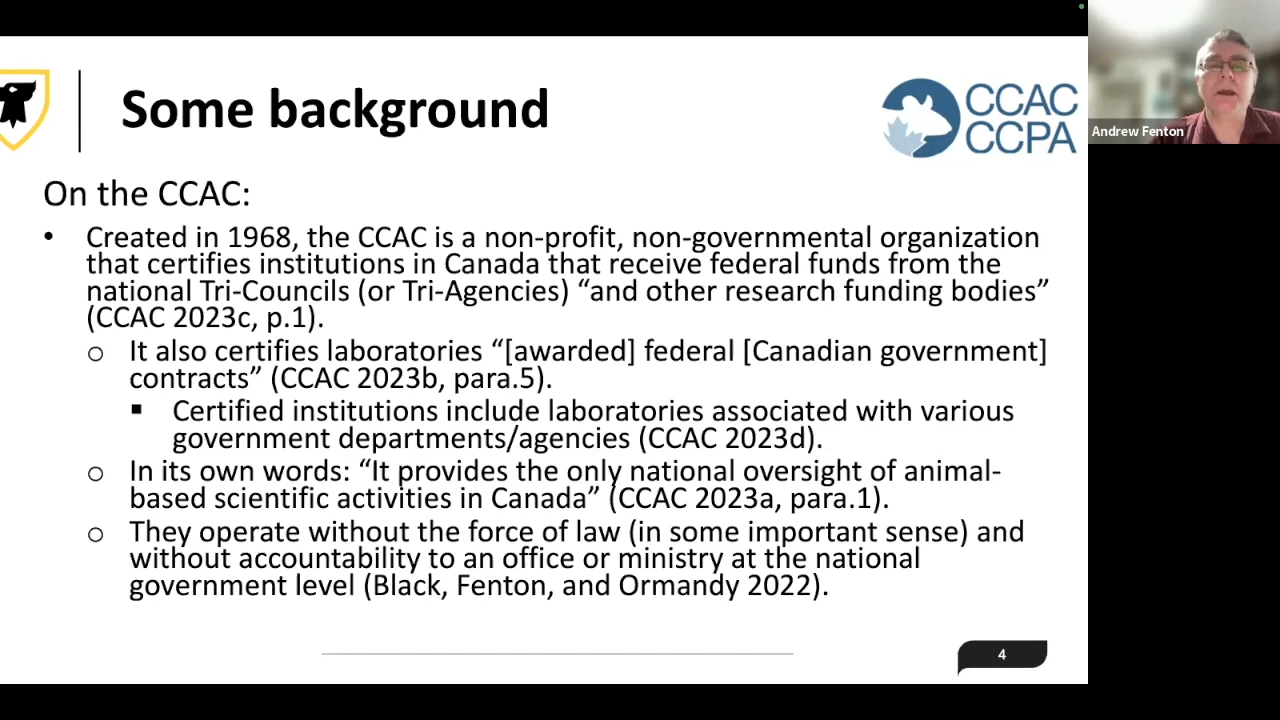 Some background
CCAC
CCPA
Andrew Fenton
On the CCAC:
• Created in 1968, the CCAC is a non-profit, non-governmental organization
that certifies institutions in Canada that receive federal funds from the
national Tri-Councils (or Tri-Agencies) “and other research funding bodies”
(CCAC 2023c, p.1).
o It also certifies laboratories “[awarded] federal [Canadian government]
contracts” (CCAC 2023b, para.5).
▪ Certified institutions include laboratories associated with various
government departments/agencies (CCAC 2023d).
o In its own words: “It provides the only national oversight of animal-
based scientific activities in Canada” (CCAC 2023a, para.1).
o They operate without the force of law (in some important sense) and
without accountability to an office or ministry at the national
government level (Black, Fenton, and Ormandy 2022).
4